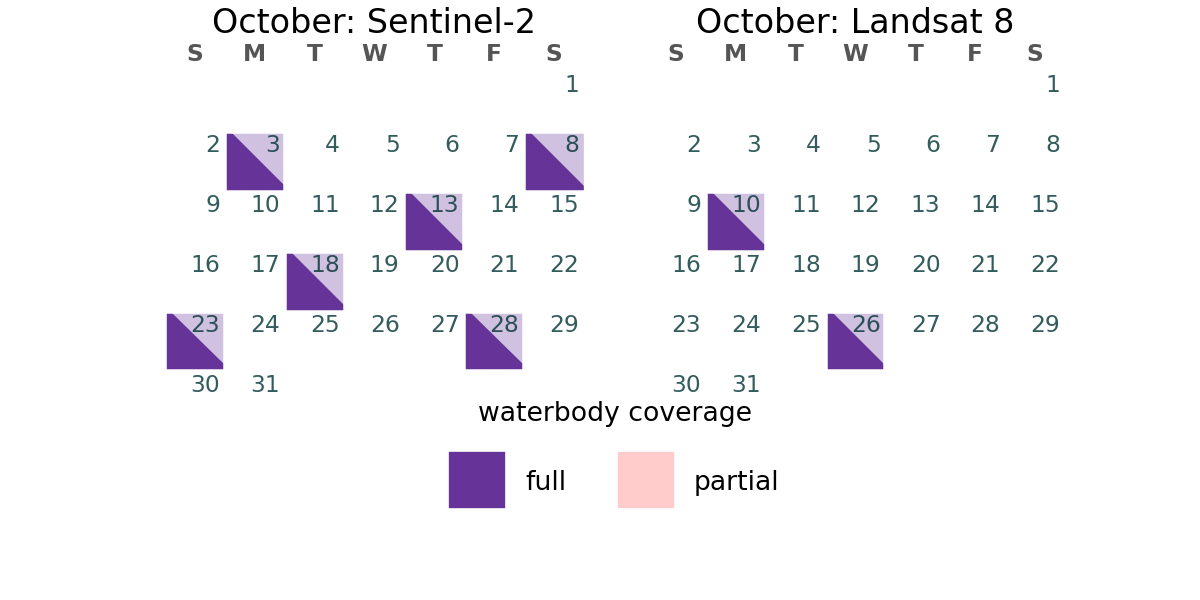 October: Sentinel-2
S M T W T F S
1
2 3 4 5 6 7 8
9 10 11 12 13 14 15
16 17 18 19 20 21 22
23 24 25 26 27 28 29
30 31
October: Landsat 8
S M T W T F S
1
2 3 4 5 6 7 8
9 10 11 12 13 14 15
16 17 18 19 20 21 22
23 24 25 26 27 28 29
30 31
waterbody coverage
full
partial